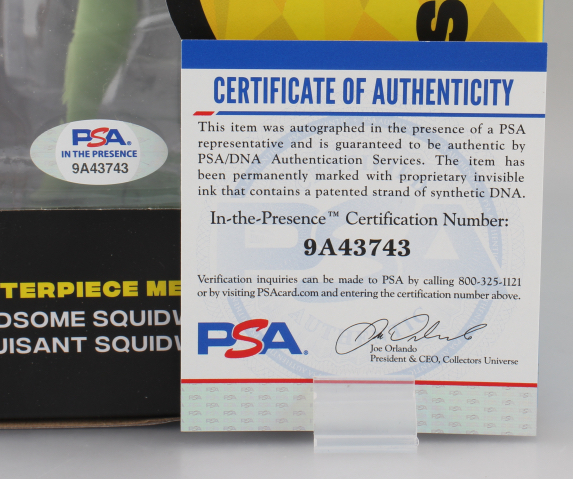 S
PSA.
IN THE PRESENCE
9A43743
TERPIECE ME
DSOME SQUIDW
UISANT SQUIDW
CERTIFICATE OF AUTHENTICITY
This item was autographed in the presence of a PSA
representative and is guaranteed to be authentic by
PSA/DNA Authentication Services. The item has
been permanently marked with proprietary invisible
ink that contains a patented strand of synthetic DNA.
In-the-Presence™ Certification Number:
9A43743
Verification inquiries can be made to PSA by calling 800-325-1121
or by visiting PSAcard.com and entering the certification number above.
PSA.
Joe Orlando
President & CEO, Collectors Universe